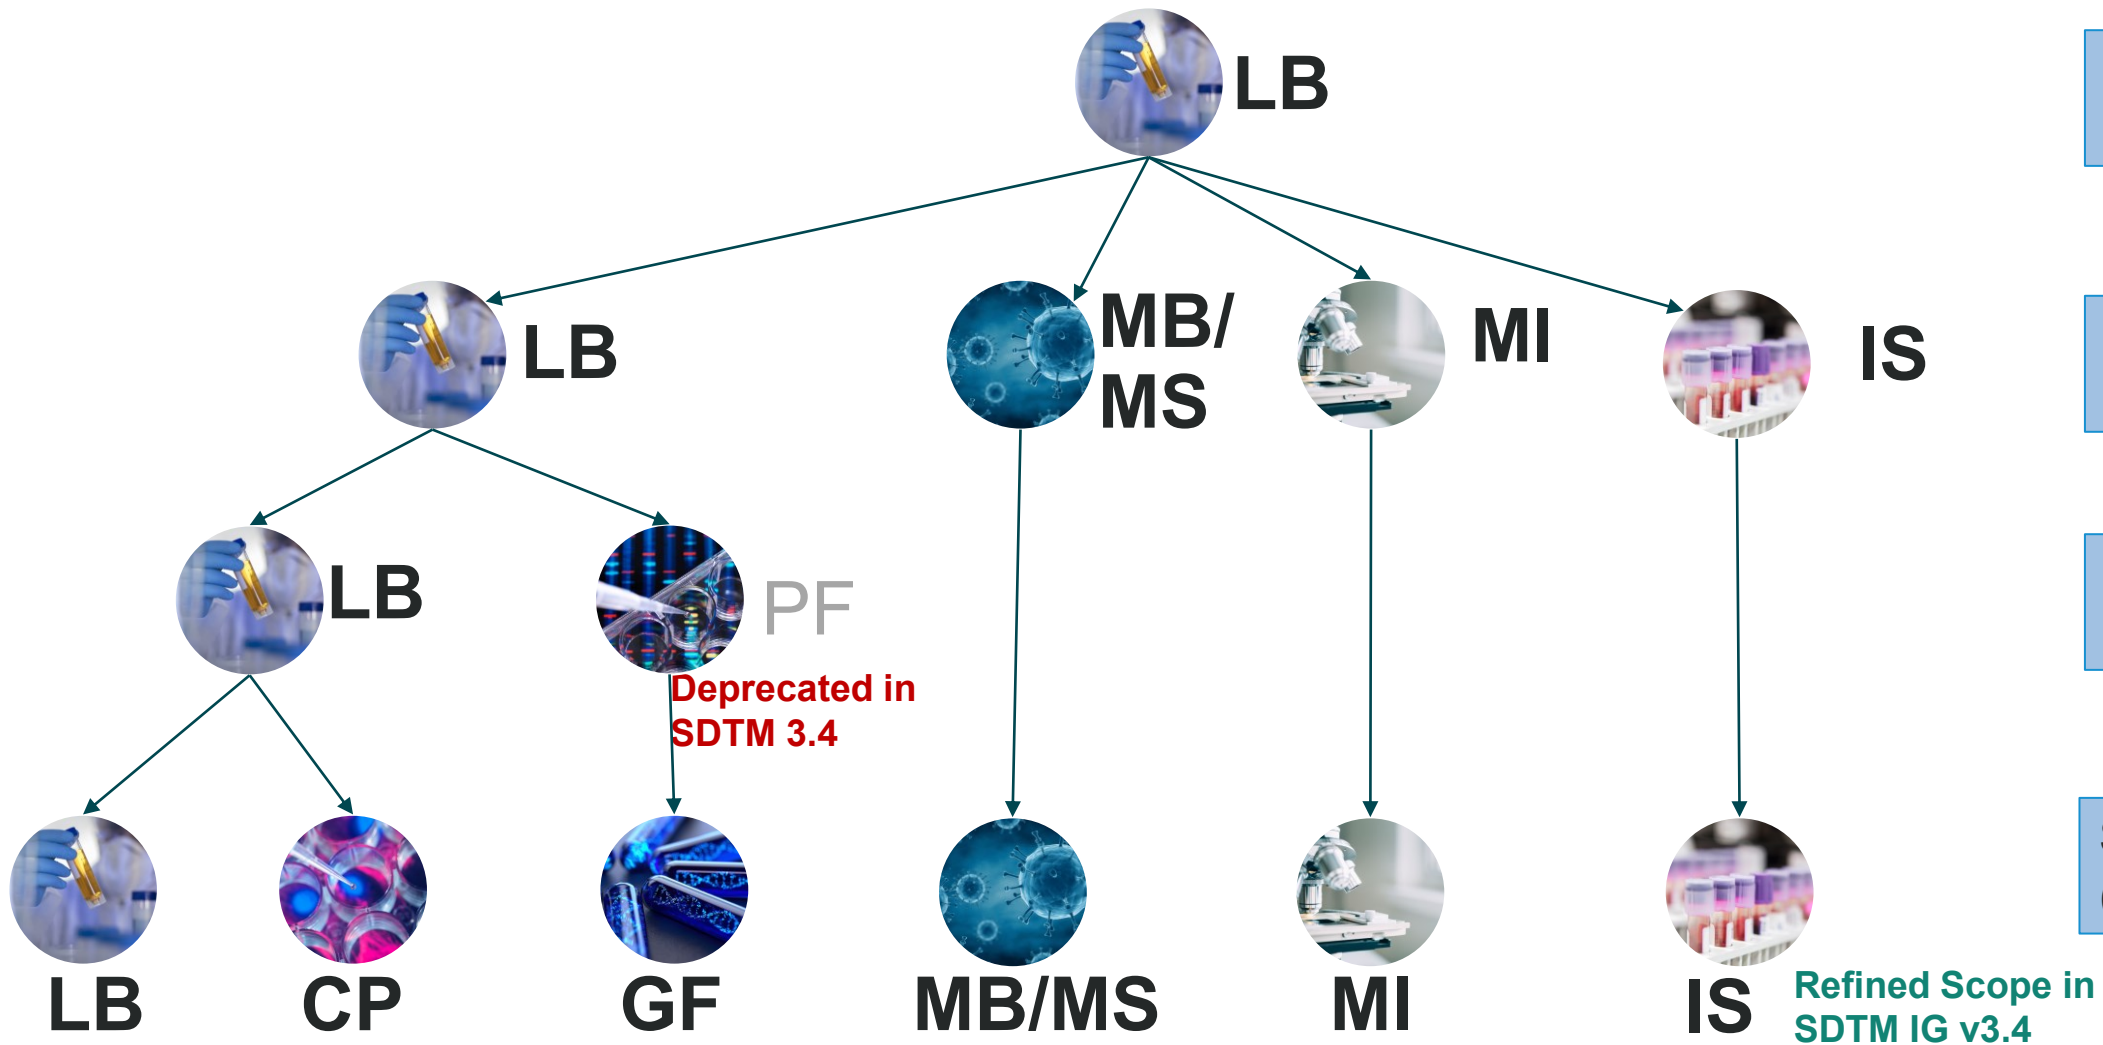 LB
LB
MB/
MS
MI
IS
LB
PF
Deprecated in
SDTM 3.4
LB
CP
GF
MB/MS
MI
IS
Refined Scope in
SDTM IG v3.4